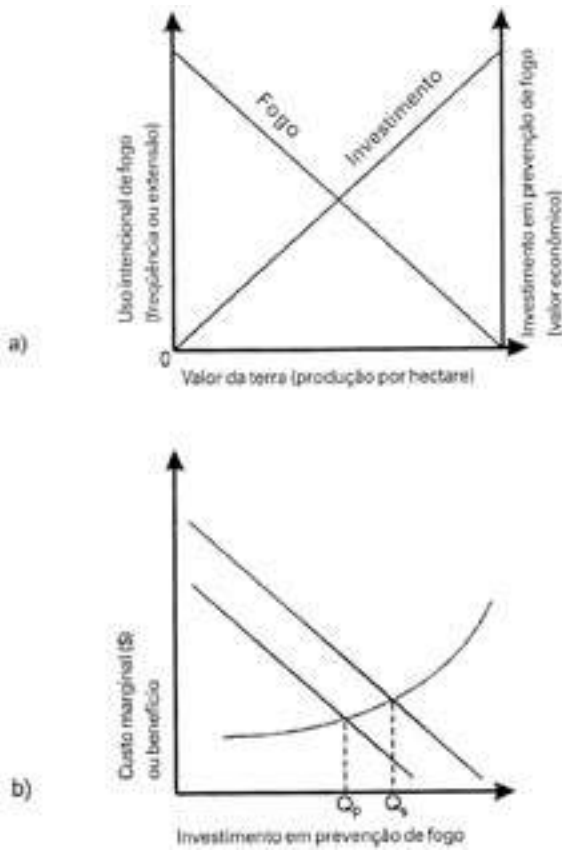 Uso intencional de fogo
(freqüência ou extensão)
Fogo
Investimento
Investimento em prevenção de fogo
(valor econômico)
a)
0
Valor da terra (produção por hectare)
Custo marginal ($)
ou benefício
b)
Qp
Qs
Investimento em prevenção de fogo